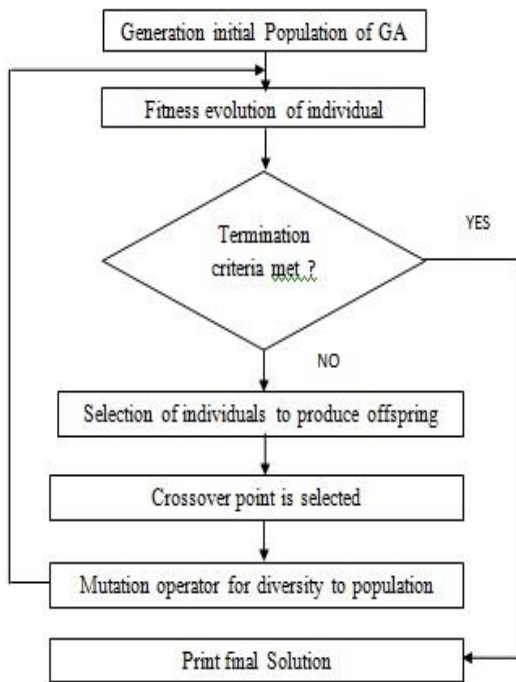 Generation initial Population of GA
Fitness evolution of individual
Termination
criteria met ?
YES
NO
Selection of individuals to produce offspring
Crossover point is selected
Mutation operator for diversity to population
Print final Solution